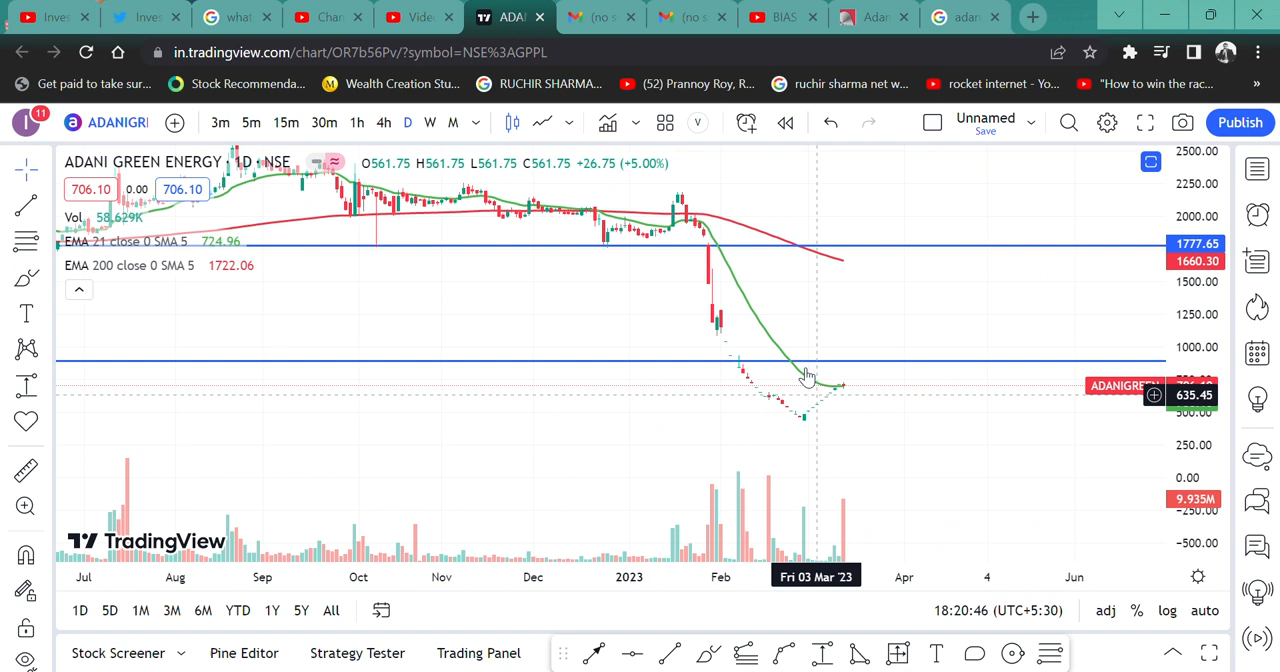 Inves
Inves
what
Chan
Vide
ADAN
(no s
(no s
BIAS
Adan
adan
in.tradingview.com/chart/OR7b56Pv/?symbol=NSE%3AGPPL
Get paid to take sur...
Stock Recommenda...
Wealth Creation Stu...
RUCHIR SHARMA...
(52) Prannoy Roy, R...
ruchir sharma net w...
rocket internet - Yo...
"How to win the rac...
»
I
11
a
ADANIGRI
3m
5m
15m
30m
1h
4h
D
W
M
V
Unnamed
Save
Publish
ADANI GREEN ENERGY · 1D · NSE
O561.75 H561.75 L561.75 C561.75 +26.75 (+5.00%)
706.10
0.00
706.10
Vol 58.629K
EMA 21 close 0 SMA 5 724.96
EMA 200 close 0 SMA 5 1722.06
2500.00
2250.00
2000.00
1777.65
1660.30
1500.00
1250.00
1000.00
ADANIGREEN
635.45
500.00
250.00
0.00
9.935M
-250.00
-500.00
TradingView
Jul
Aug
Sep
Oct
Nov
Dec
2023
Feb
Fri 03 Mar '23
Apr
4
Jun
1D
5D
1M
3M
6M
YTD
1Y
5Y
All
18:20:46 (UTC+5:30)
adj
%
log
auto
Stock Screener
Pine Editor
Strategy Tester
Trading Panel
T